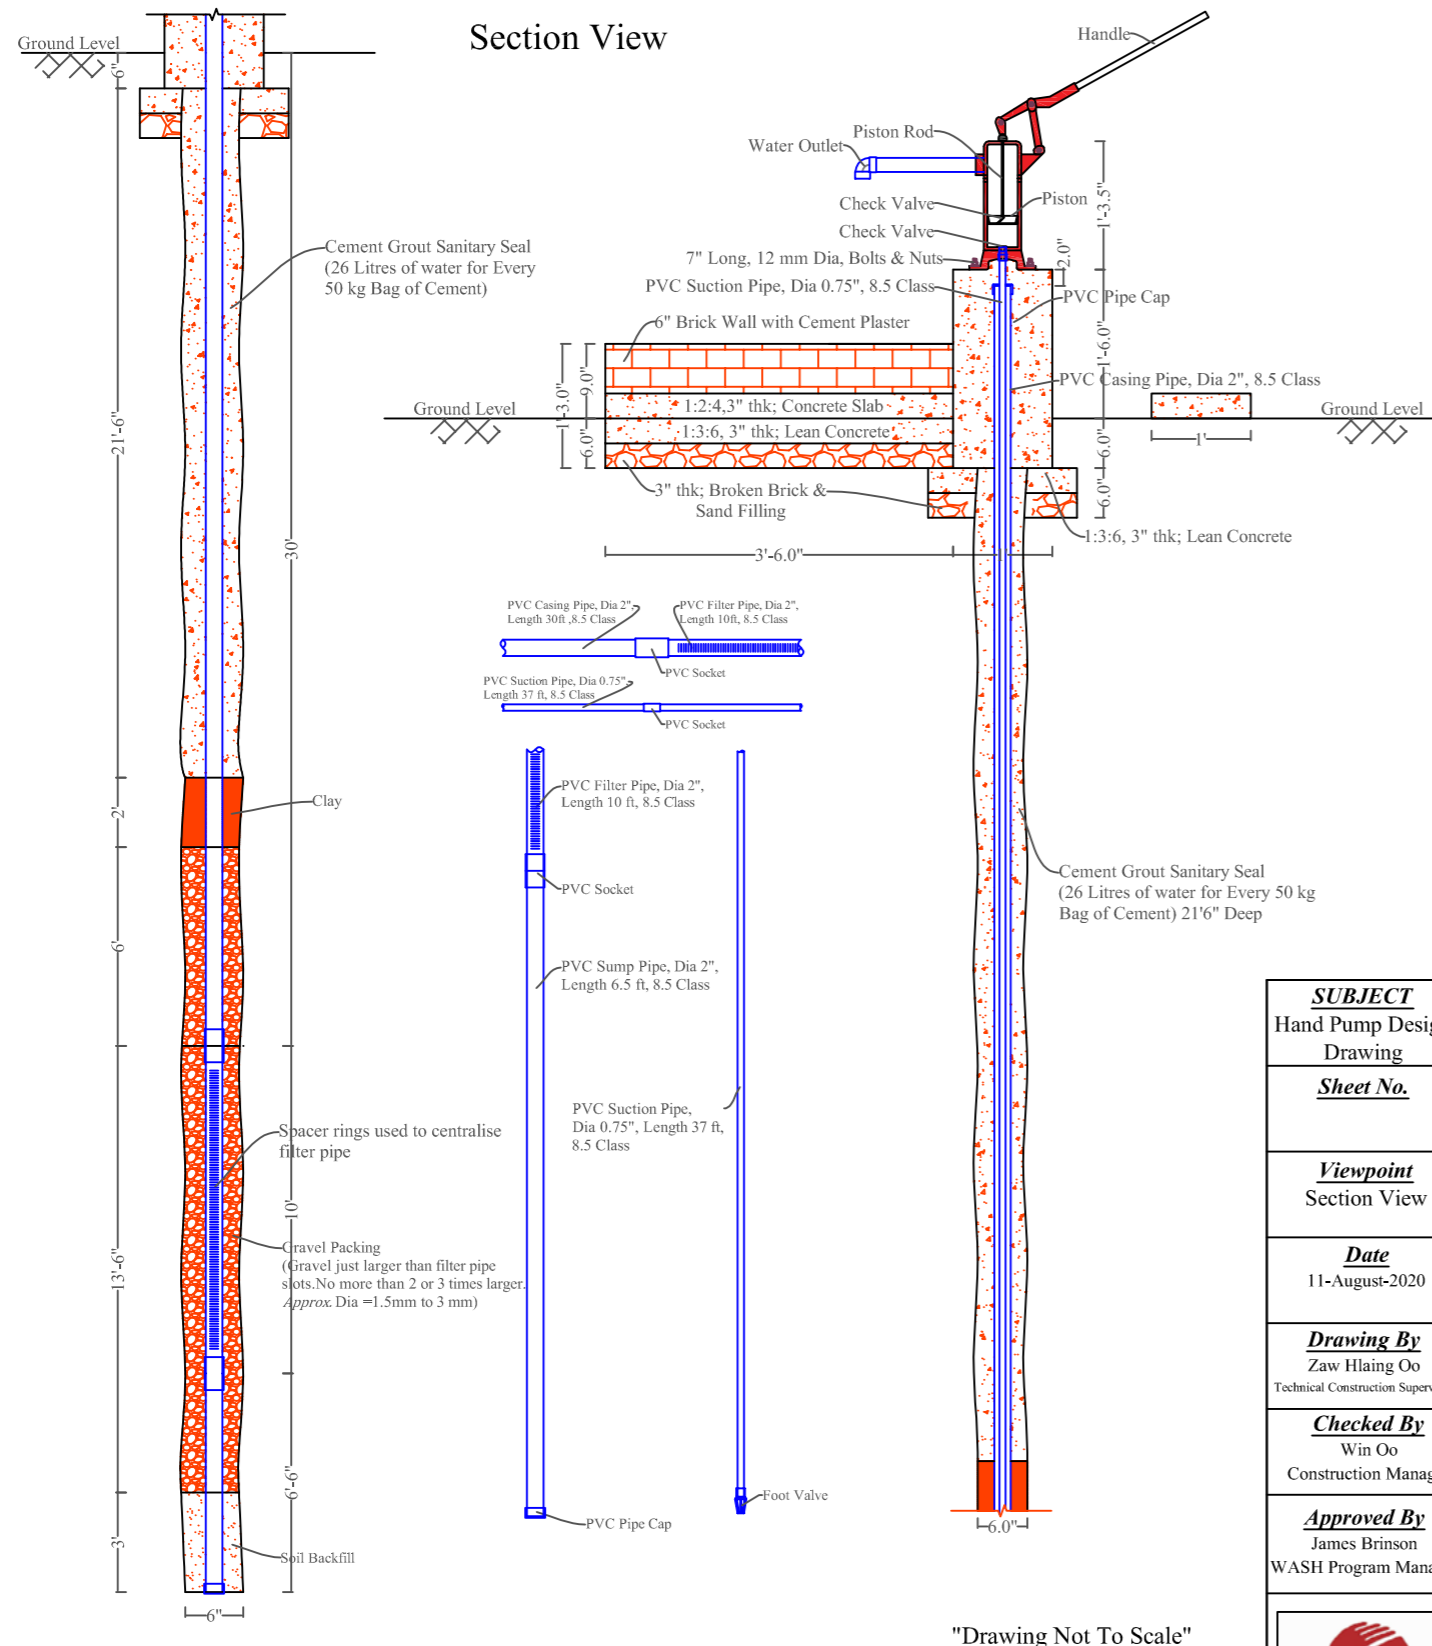 Section View
Ground Level
6"
21'-6"
2'
6'
13'-6"
3'
30'
10'
6'-6"
6"
Cement Grout Sanitary Seal
(26 Litres of water for Every
50 kg Bag of Cement)
Clay
Spacer rings used to centralise
filter pipe
Gravel Packing
(Gravel just larger than filter pipe
slots.No more than 2 or 3 times larger.
Approx. Dia =1.5mm to 3 mm)
Soil Backfill
Handle
Piston Rod
Water Outlet
Check Valve
Piston
Check Valve
7" Long, 12 mm Dia, Bolts & Nuts
PVC Suction Pipe, Dia 0.75", 8.5 Class
PVC Pipe Cap
6" Brick Wall with Cement Plaster
PVC Casing Pipe, Dia 2", 8.5 Class
1:2:4,3" thk; Concrete Slab
1:3:6, 3" thk; Lean Concrete
Ground Level
Ground Level
3" thk; Broken Brick &
Sand Filling
1:3:6, 3" thk; Lean Concrete
1'-3.5"
2.0"
1'-6.0"
6.0"
6.0"
1'-3.0"
9.0"
6.0"
1'
3'-6.0"
1'
PVC Casing Pipe, Dia 2",
Length 30ft ,8.5 Class
PVC Filter Pipe, Dia 2",
Length 10ft, 8.5 Class
PVC Socket
PVC Suction Pipe, Dia 0.75",
Length 37 ft, 8.5 Class
PVC Socket
PVC Filter Pipe, Dia 2",
Length 10 ft, 8.5 Class
PVC Socket
PVC Sump Pipe, Dia 2",
Length 6.5 ft, 8.5 Class
PVC Suction Pipe,
Dia 0.75", Length 37 ft,
8.5 Class
Foot Valve
PVC Pipe Cap
Cement Grout Sanitary Seal
(26 Litres of water for Every 50 kg
Bag of Cement) 21'6" Deep
6.0"
"Drawing Not To Scale"
SUBJECT
Hand Pump Desig
Drawing
Sheet No.
Viewpoint
Section View
Date
11-August-2020
Drawing By
Zaw Hlaing Oo
Technical Construction Superv
Checked By
Win Oo
Construction Manag
Approved By
James Brinson
WASH Program Mana